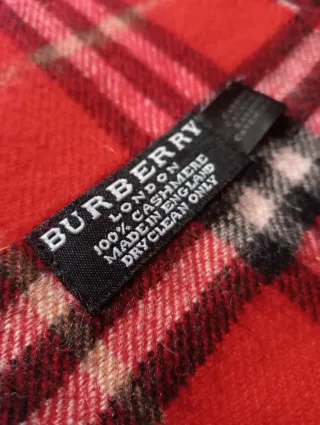 BURBERRY
LONDON
100% CASHMERE
MADE IN ENGLAND
DRY CLEAN ONLY